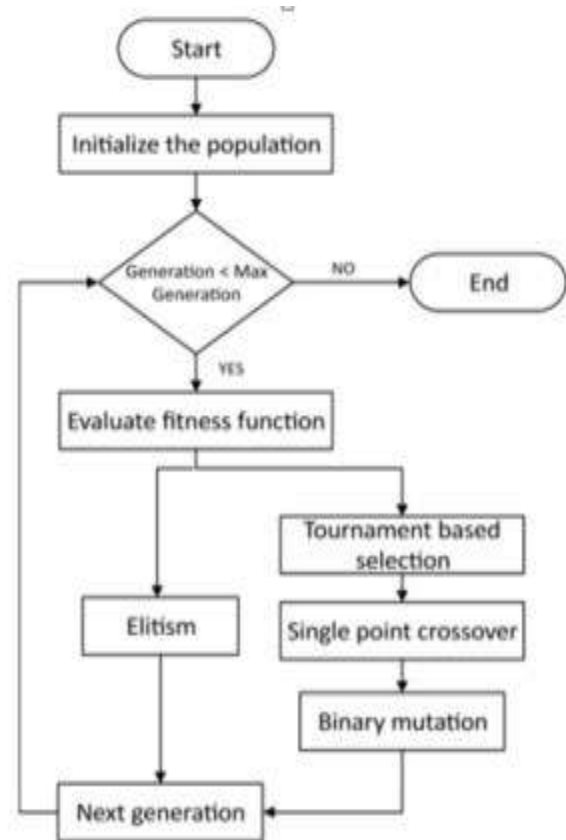 Start
Initialize the population
Generation < Max
Generation
NO
End
YES
Evaluate fitness function
Tournament based
selection
Elitism
Single point crossover
Binary mutation
Next generation